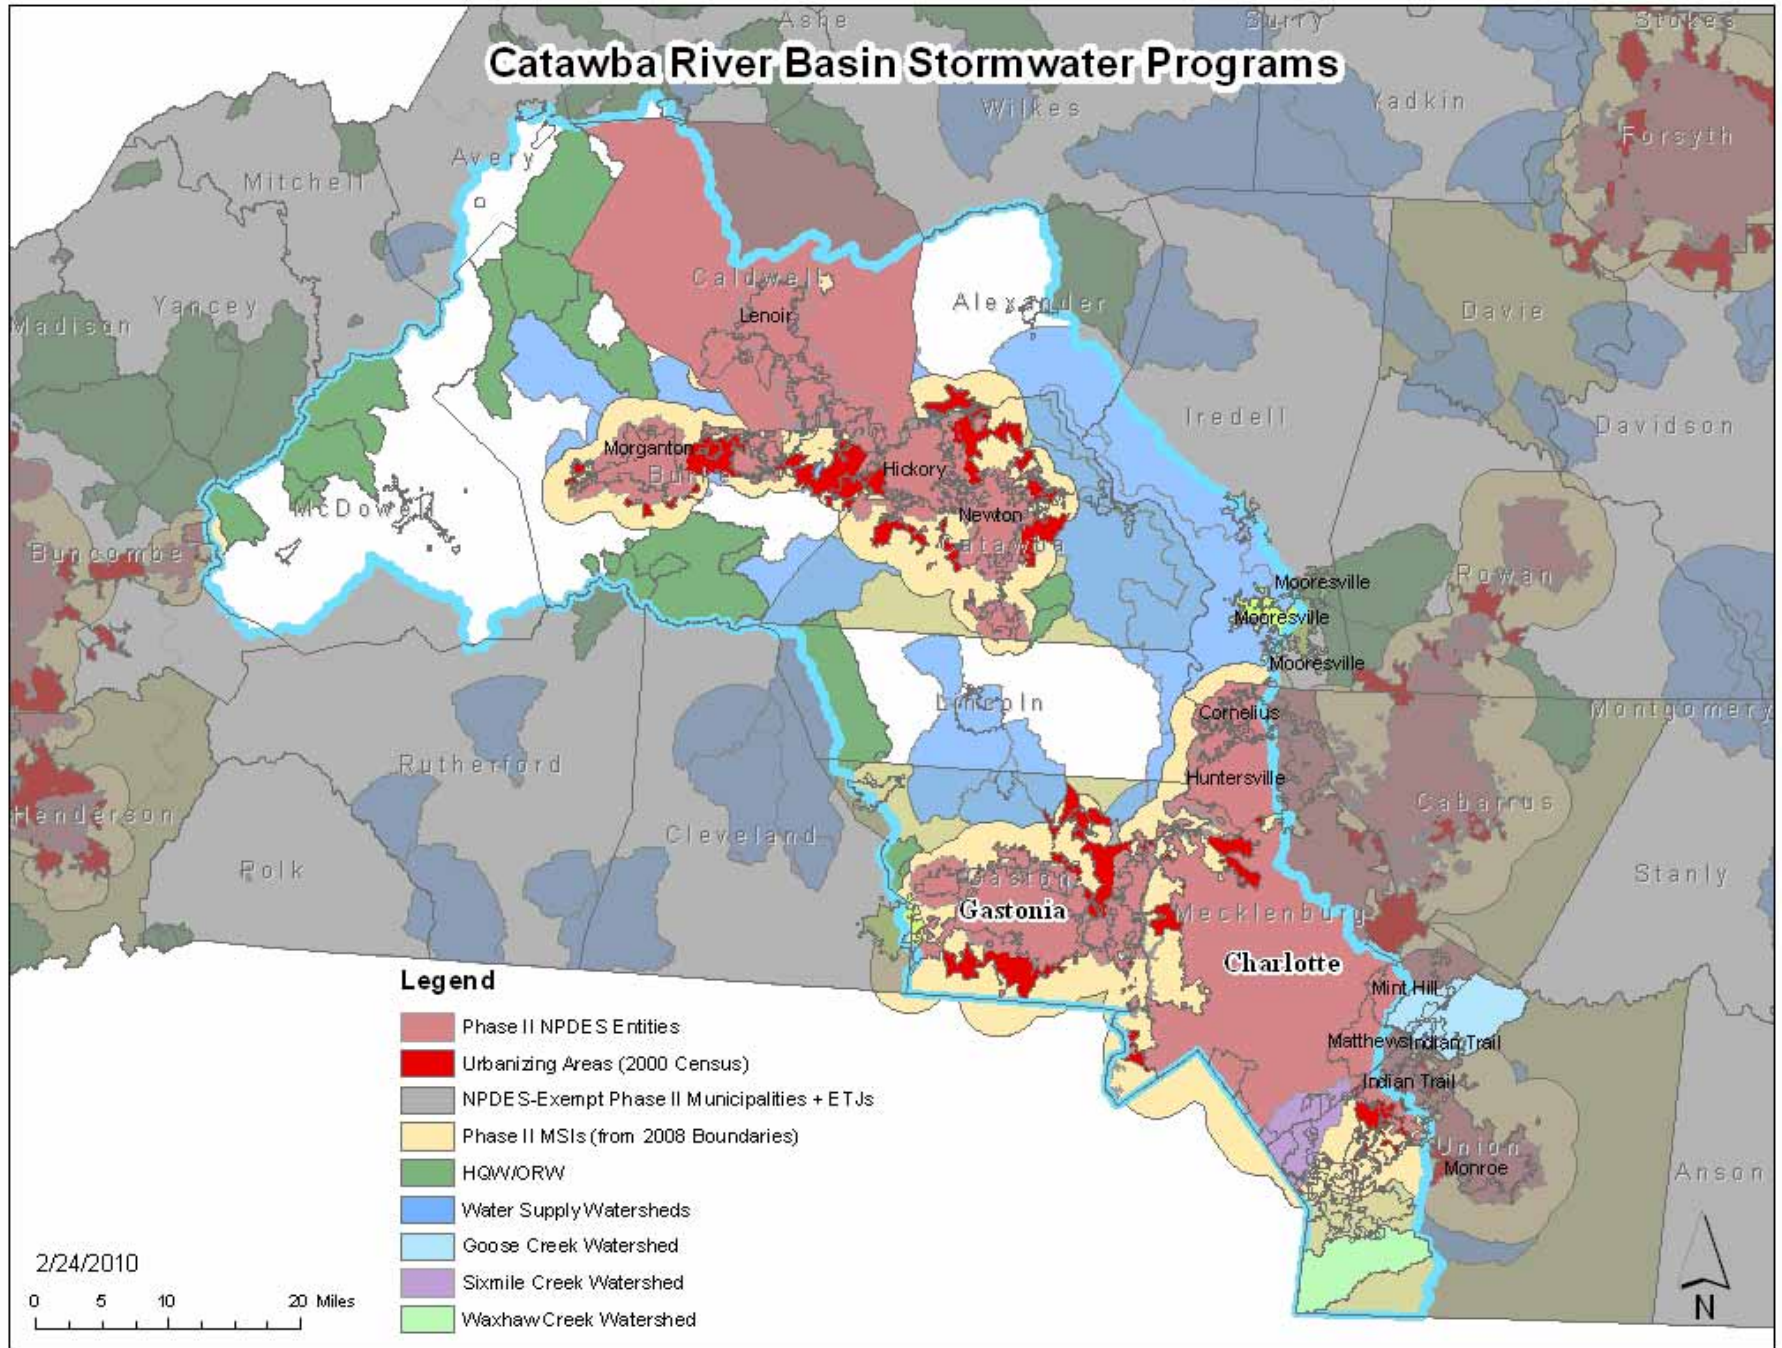 Ashe
Surry
Stokes
Catawba River Basin Stormwater Programs
Wilkes
Yadkin
Forsyth
Avery
Mitchell
Caldwell
Lenoir
Alexander
Davie
Yancey
Madison
Iredell
Davidson
Morganton
Burke
Hickory
McDowell
Newton
Catawba
Buncombe
Rowan
Mooresville
Mooresville
Mooresville
Lincoln
Cornelius
Montgomery
Rutherford
Huntersville
Henderson
Cabarrus
Cleveland
Polk
Gaston
Stanly
Gastonia
Mecklenburg
Charlotte
Mint Hill
Matthews
Indian Trail
Indian Trail
Union
Monroe
Anson
Legend
Phase II NPDES Entities
Urbanizing Areas (2000 Census)
NPDES-Exempt Phase II Municipalities + ETJs
Phase II MSIs (from 2008 Boundaries)
HQW/ORW
Water Supply Watersheds
Goose Creek Watershed
Sixmile Creek Watershed
Waxhaw Creek Watershed
2/24/2010
0 5 10 20 Miles
N